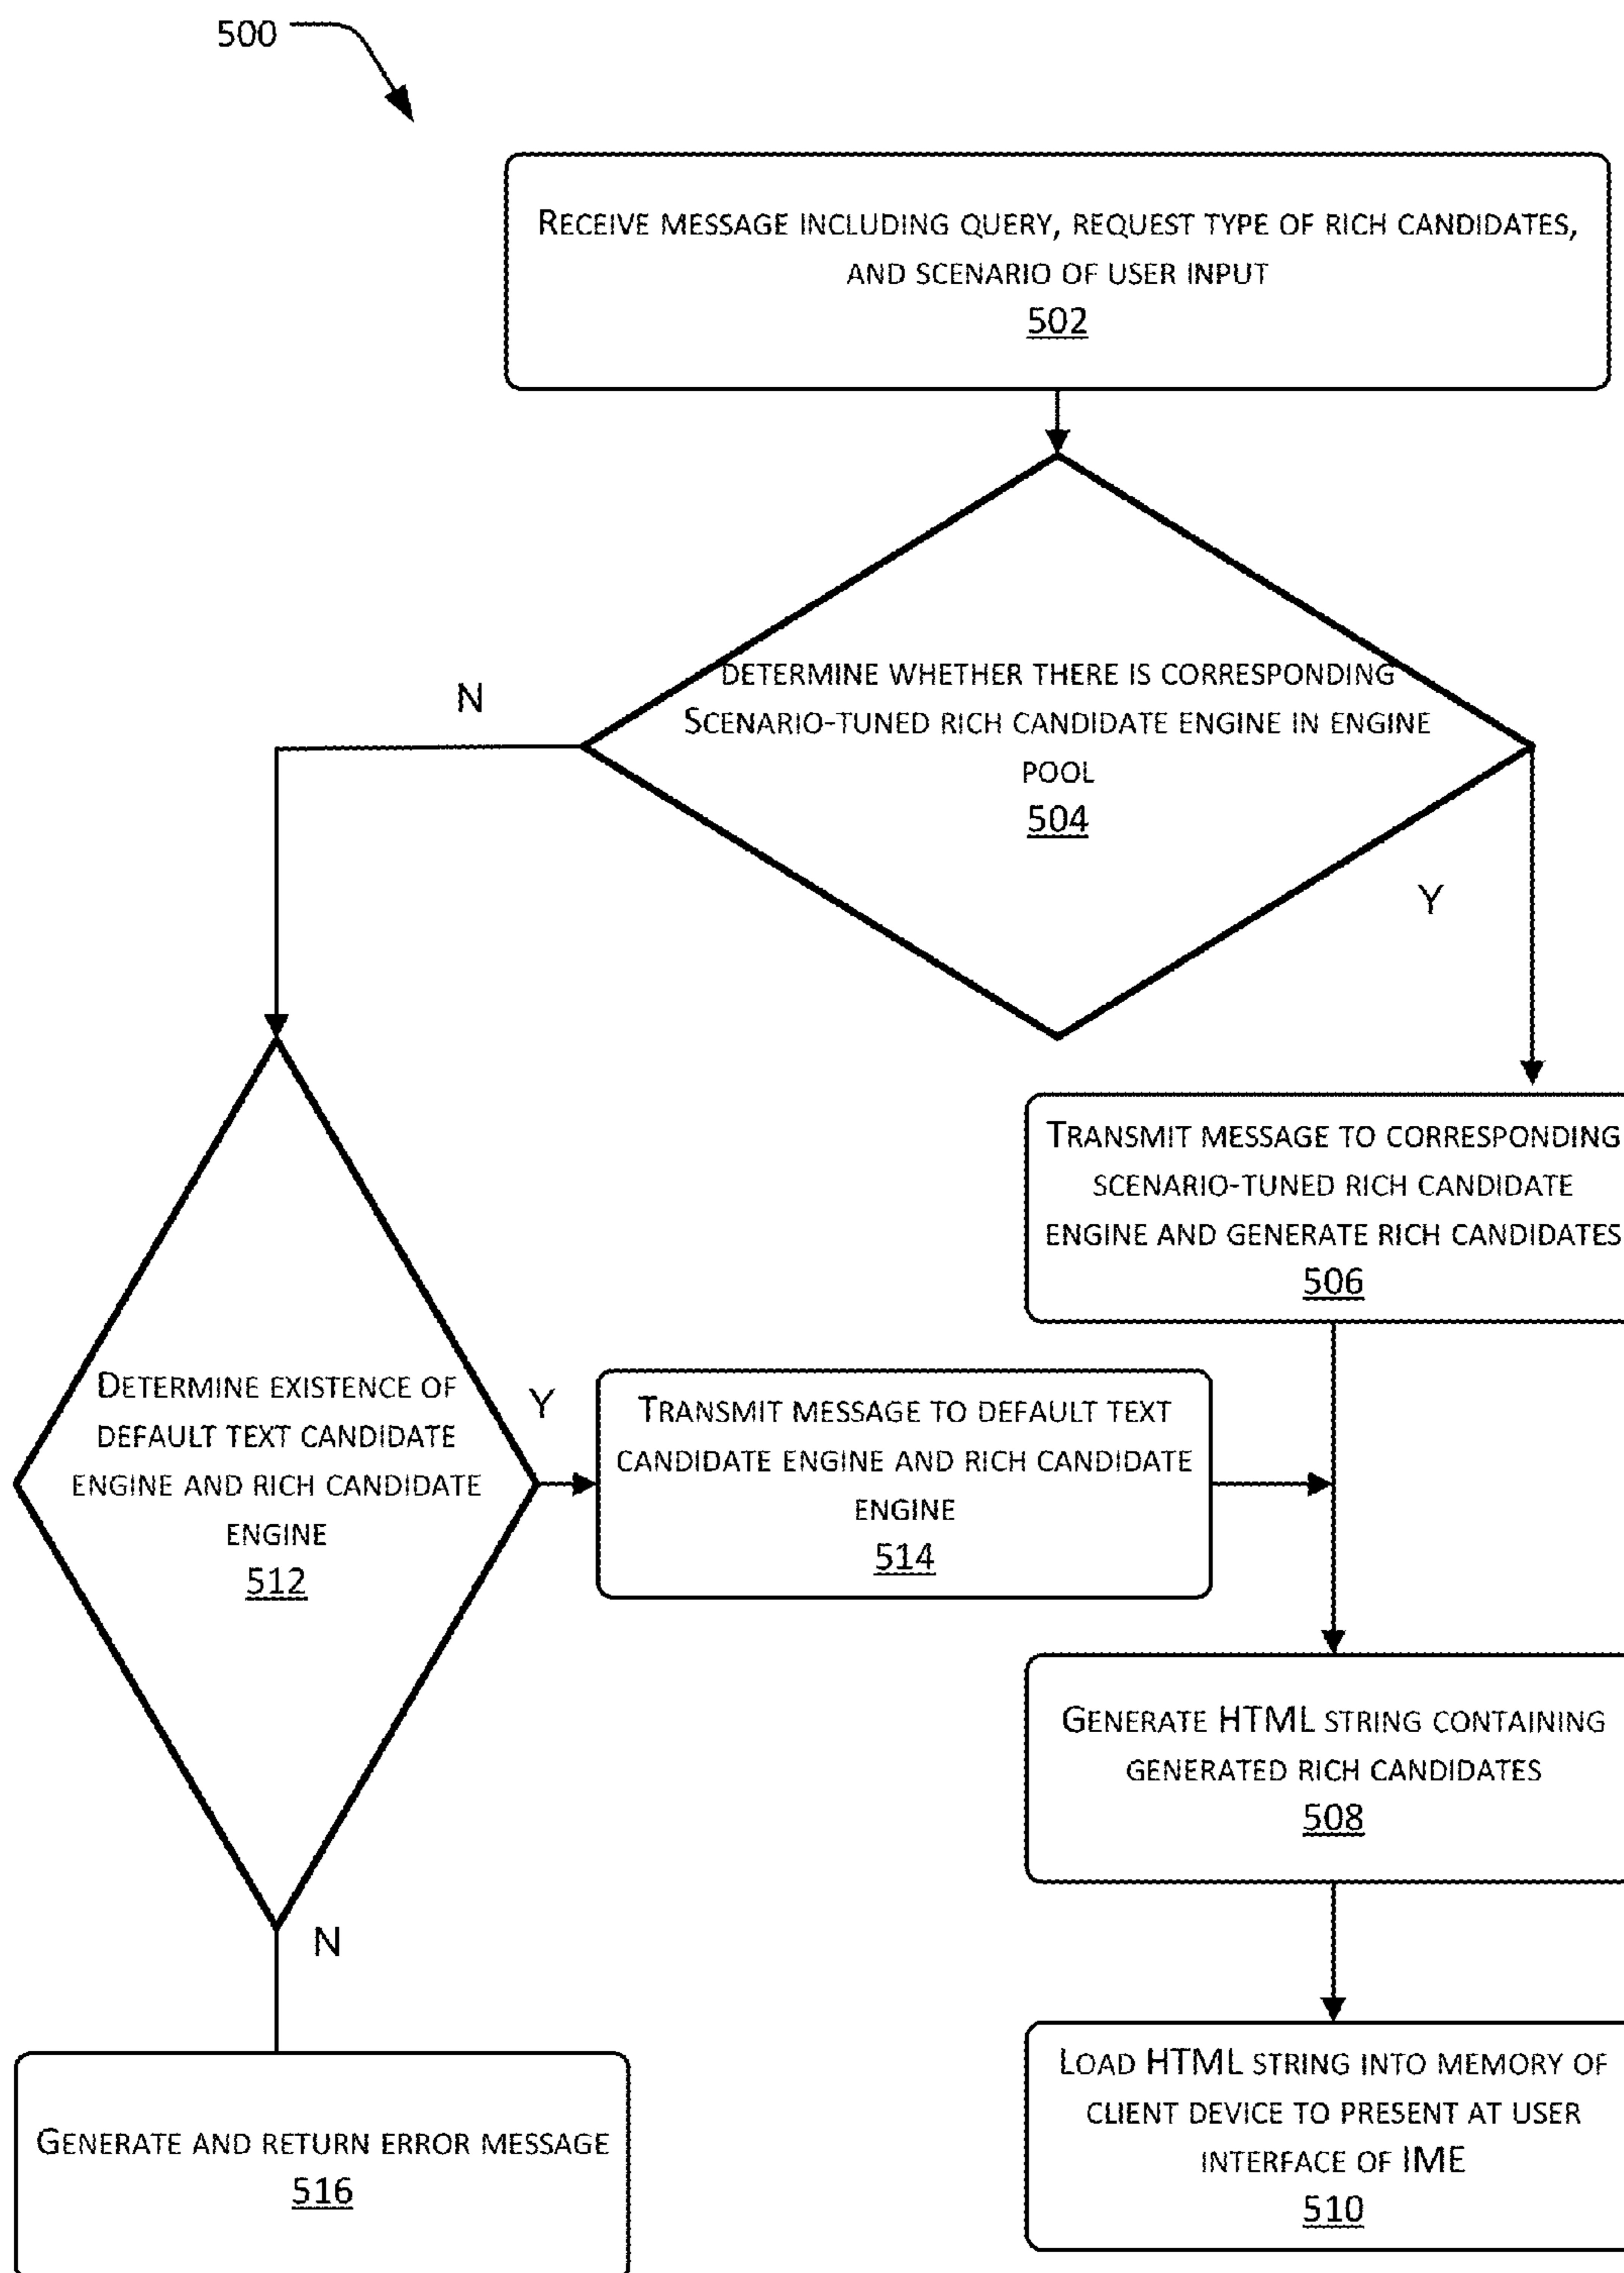 500
RECEIVE MESSAGE INCLUDING QUERY, REQUEST TYPE OF RICH CANDIDATES,
AND SCENARIO OF USER INPUT
502
DETERMINE WHETHER THERE IS CORRESPONDING
SCENARIO-TUNED RICH CANDIDATE ENGINE IN ENGINE
POOL
504
N
Y
TRANSMIT MESSAGE TO CORRESPONDING
SCENARIO-TUNED RICH CANDIDATE
ENGINE AND GENERATE RICH CANDIDATES
506
DETERMINE EXISTENCE OF
DEFAULT TEXT CANDIDATE
ENGINE AND RICH CANDIDATE
ENGINE
512
Y
TRANSMIT MESSAGE TO DEFAULT TEXT
CANDIDATE ENGINE AND RICH CANDIDATE
ENGINE
514
GENERATE HTML STRING CONTAINING
GENERATED RICH CANDIDATES
508
N
GENERATE AND RETURN ERROR MESSAGE
516
LOAD HTML STRING INTO MEMORY OF
CLIENT DEVICE TO PRESENT AT USER
INTERFACE OF IME
510